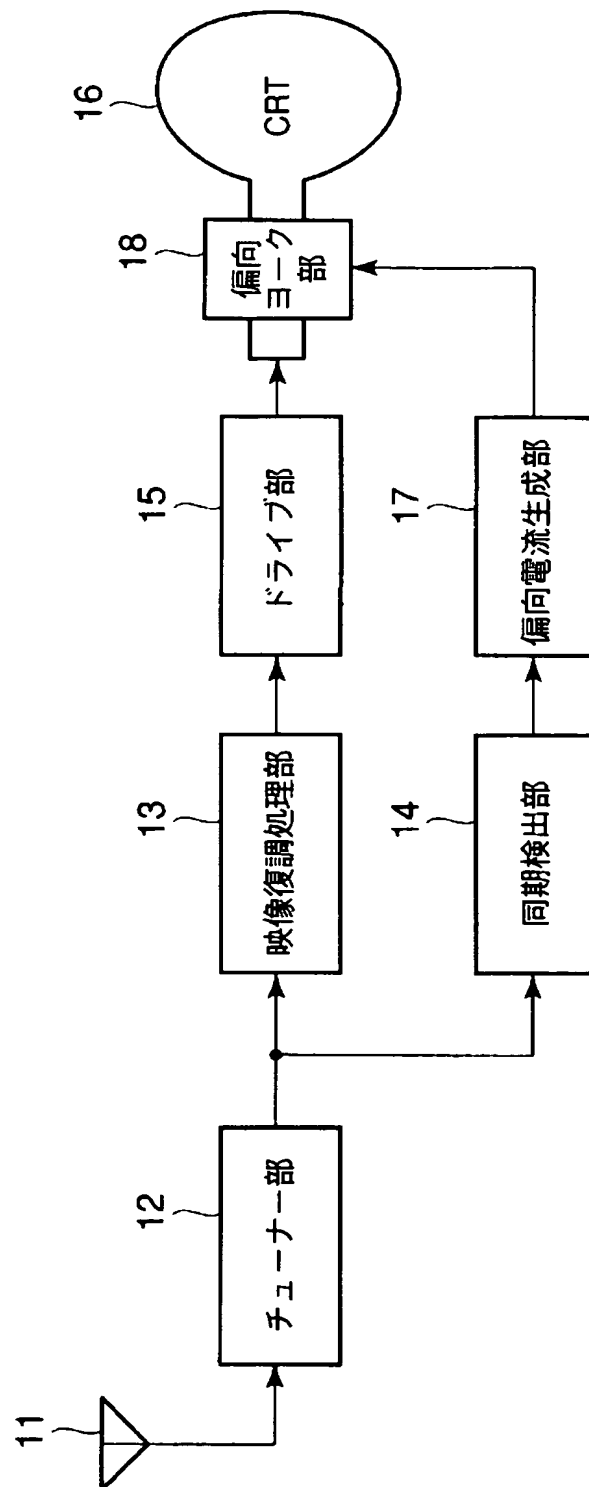 11
12
チューナー部
13
映像復調処理部
15
ドライブ部
18
偏向
ヨーク
部
16
CRT
14
同期検出部
17
偏向電流生成部